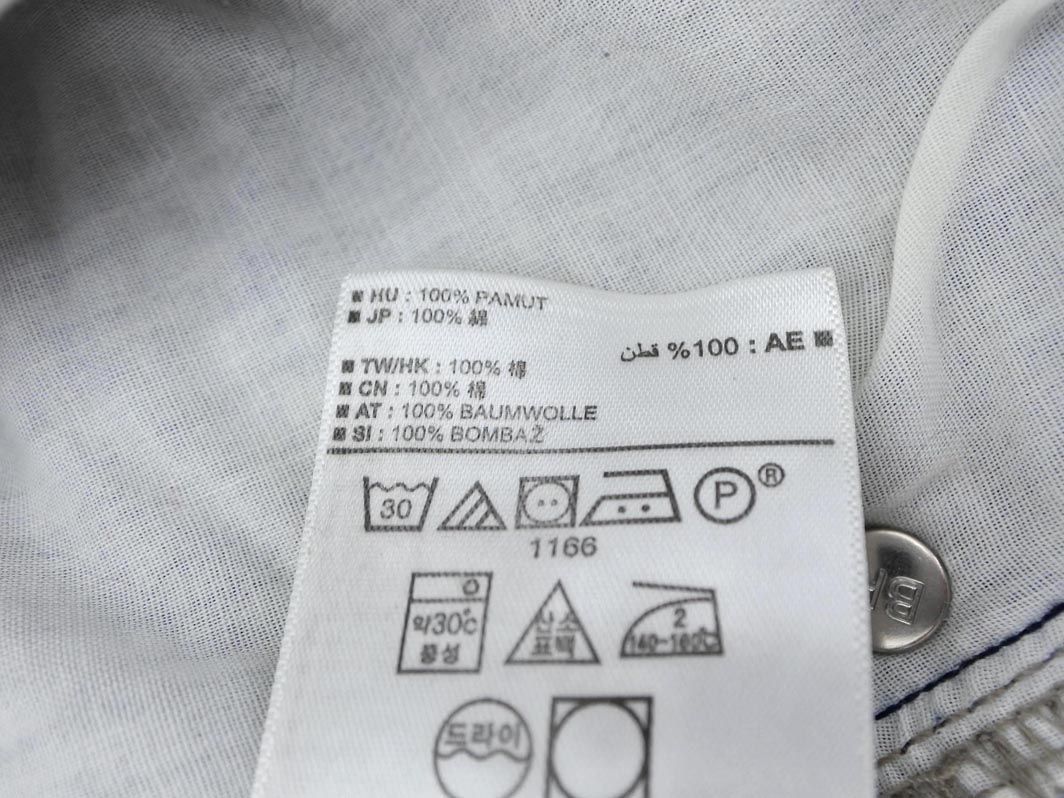 HU : 100% PAMUT
JP : 100% 綿
AE : 100% قطن
TW/HK : 100% 棉
CN : 100% 棉
AT : 100% BAUMWOLLE
SI : 100% BOMBAŽ
30
P ®
1166
약30℃
중성
산소
표백
2
140~160℃
드라이